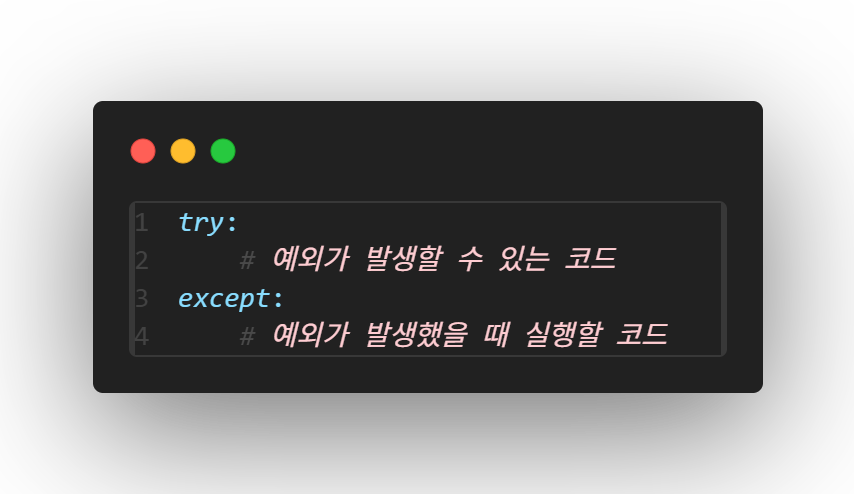 1 try:
2 # 예외가 발생할 수 있는 코드
3 except:
4 # 예외가 발생했을 때 실행할 코드